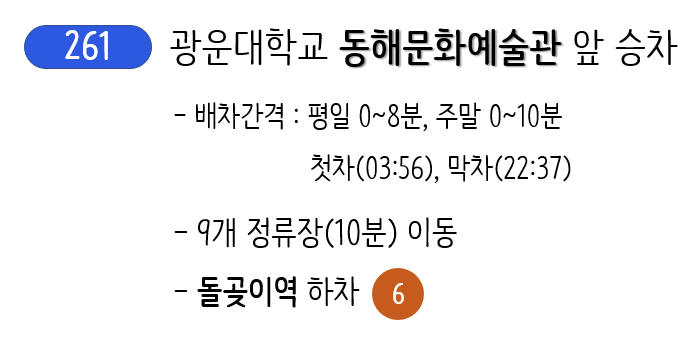 261 광운대학교 동해문화예술관 앞 승차
- 배차간격 : 평일 0~8분, 주말 0~10분
첫차(03:56), 막차(22:37)
- 9개 정류장(10분) 이동
- 돌곶이역 하차 6